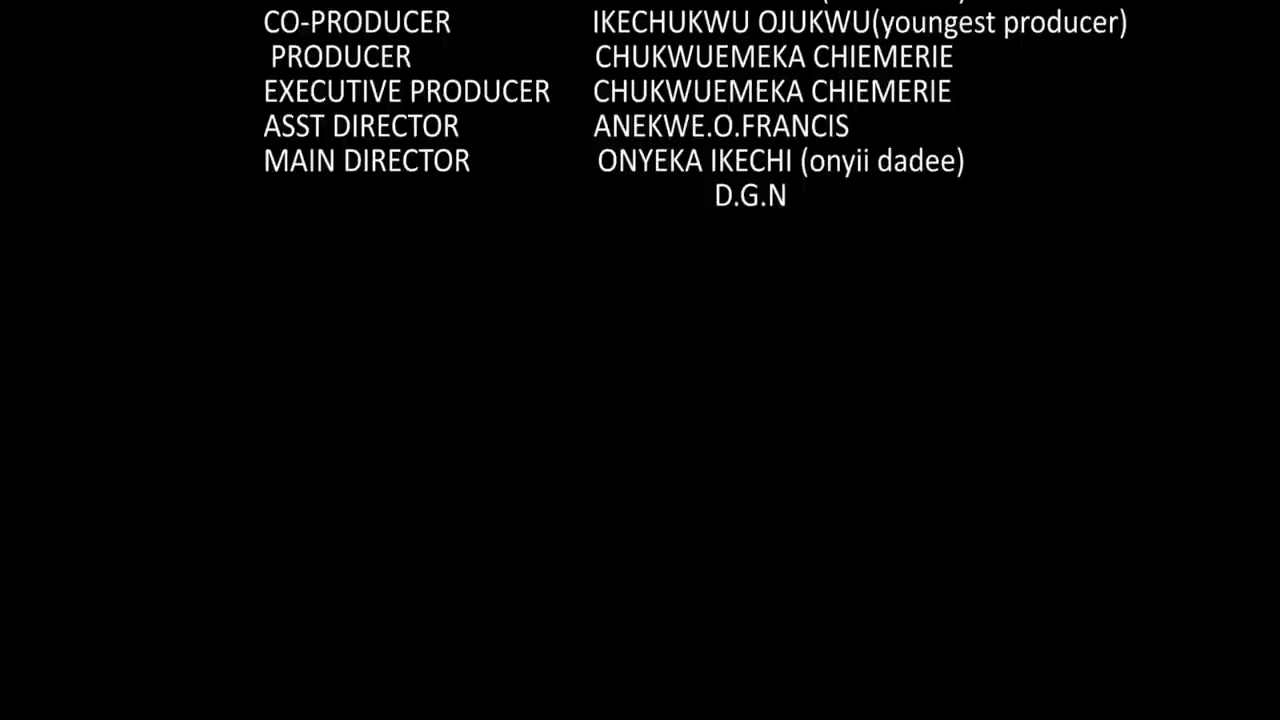 CO-PRODUCER IKECHUKWU OJUKWU(youngest producer)
PRODUCER CHUKWUEMEKA CHIEMERIE
EXECUTIVE PRODUCER CHUKWUEMEKA CHIEMERIE
ASST DIRECTOR ANEKWE.O.FRANCIS
MAIN DIRECTOR ONYEKA IKECHI (onyii dadee)
D.G.N